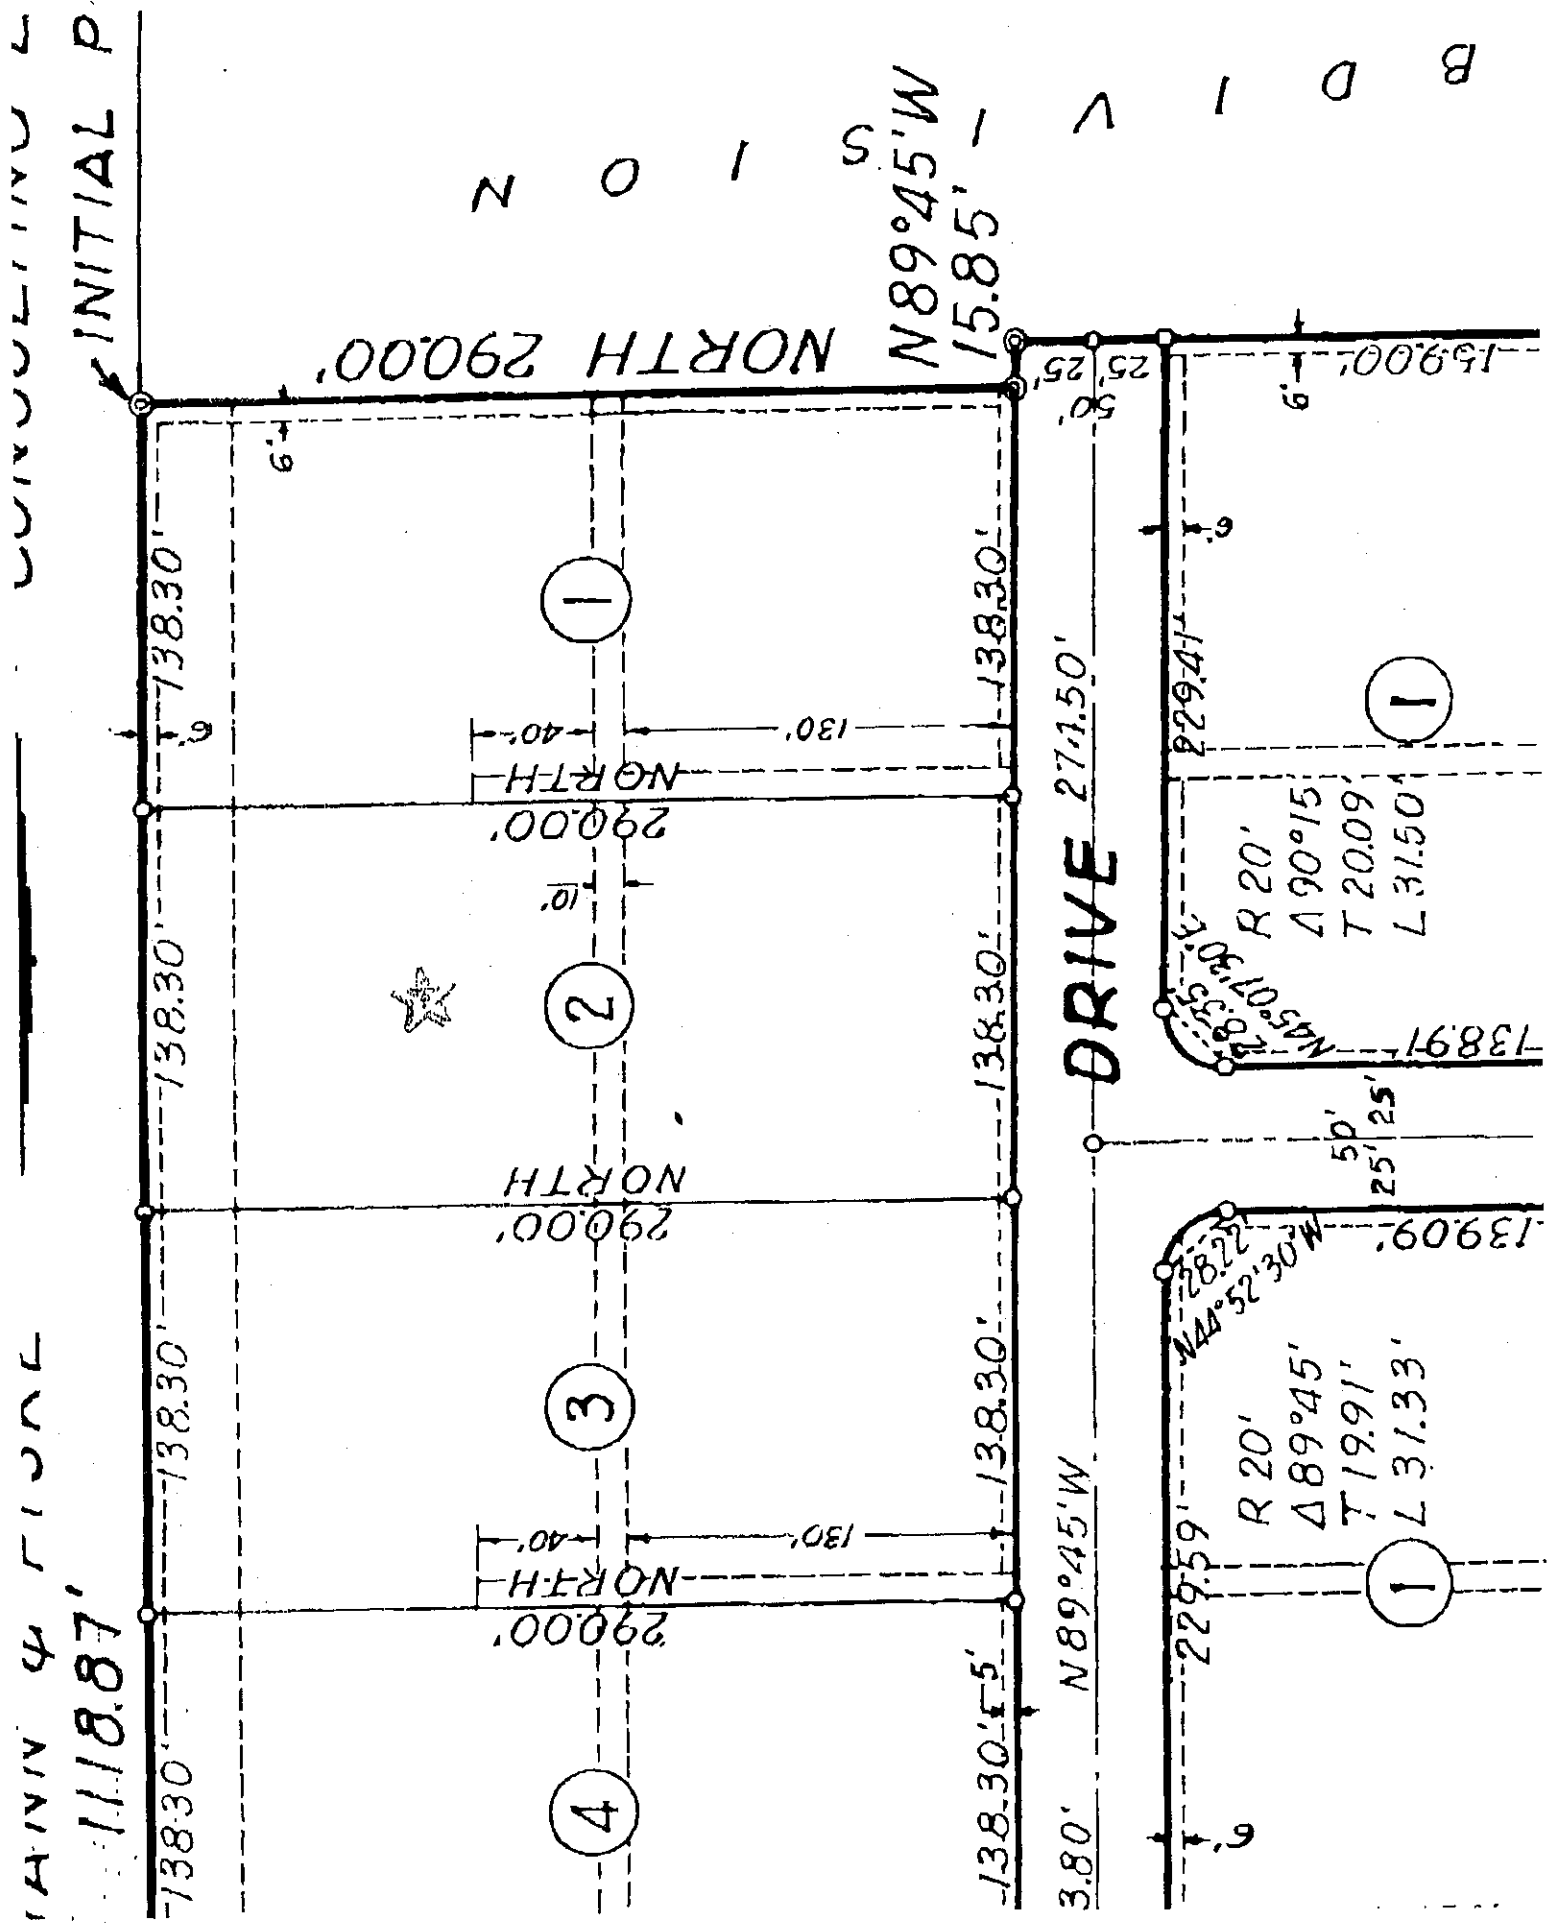 INITIAL P
1118.87'
138.30'
138.30'
138.30'
138.30'
6'
6'
NORTH 290.00'
N89°45'W
15.85'
B D I V I S I O N
1
2
3
4
40'
130'
NORTH
290.00'
10'
NORTH
290.00'
40'
130'
NORTH
290.00'
138.30'
138.30'
138.30'
138.30'
5'
25' 25'
50'
DRIVE 271.50'
N89°45'W
3.80'
229.41'
6'
6'
159.00'
1
R 20'
Δ90°15'
T 20.09'
L 31.50'
28.35'
N45°07'30"E
138.91
50'
25' 25'
139.09'
28.22'
N44°52'30"W
R 20'
Δ89°45'
T 19.91'
L 31.33'
229.59'
1
6'